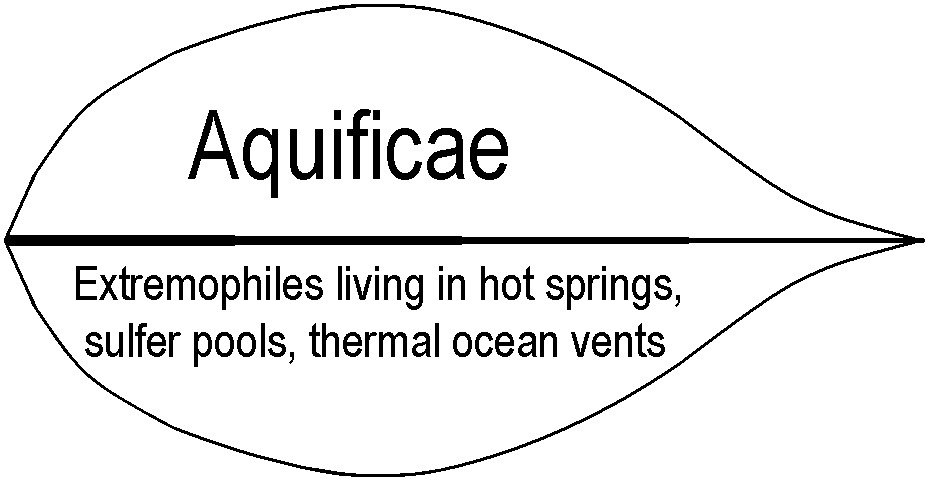 Aquificae
Extremophiles living in hot springs,
sulfer pools, thermal ocean vents